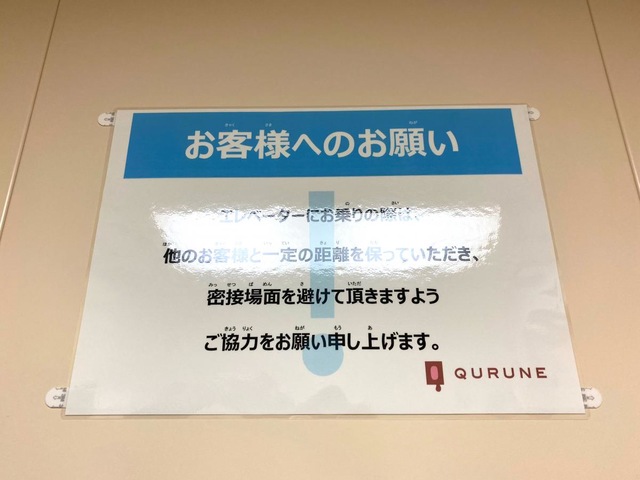 お客様へのお願い
エレベーターにお乗りの際は、
他のお客様と一定の距離を保っていただき、
密接場面を避けて頂きますよう
ご協力をお願い申し上げます。
QURUNE